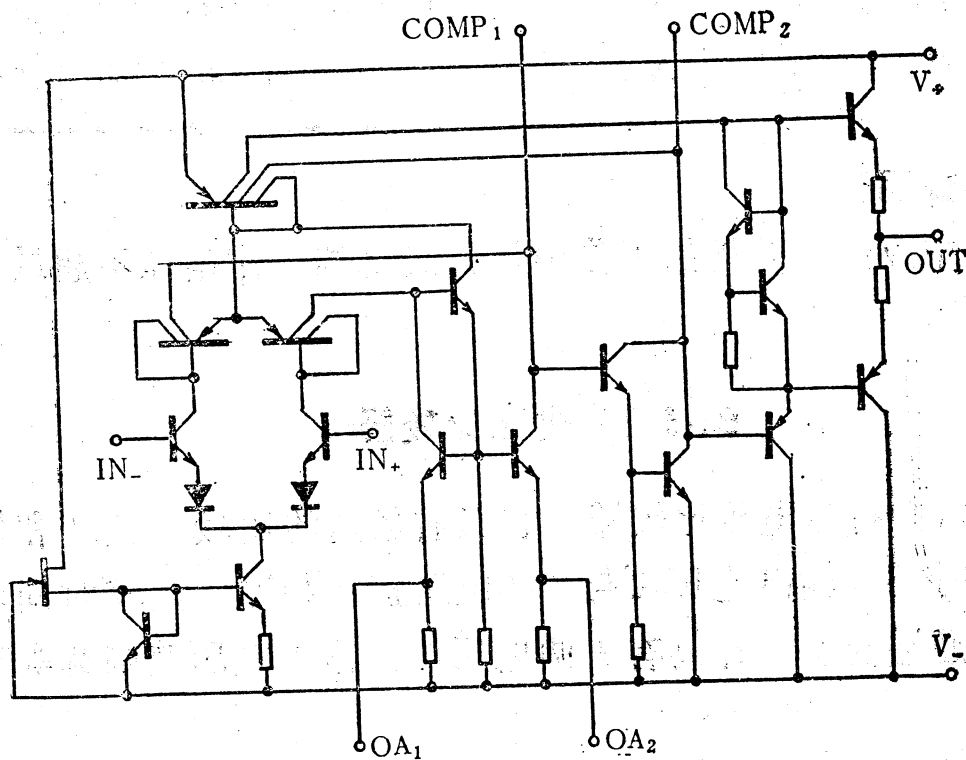 COMP₁
COMP₂
V₊
OUT
IN₋
IN₊
V₋
OA₁
OA₂